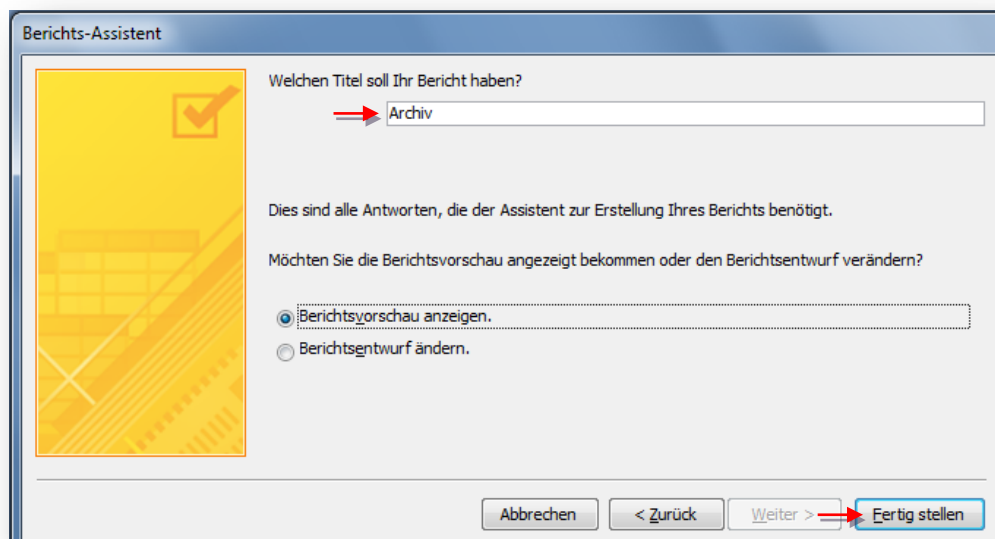 Berichts-Assistent
Welchen Titel soll Ihr Bericht haben?
Archiv
Dies sind alle Antworten, die der Assistent zur Erstellung Ihres Berichts benötigt.
Möchten Sie die Berichtsvorschau angezeigt bekommen oder den Berichtsentwurf verändern?
Berichtsvorschau anzeigen.
Berichtsentwurf ändern.
Abbrechen < Zurück Weiter > Fertig stellen